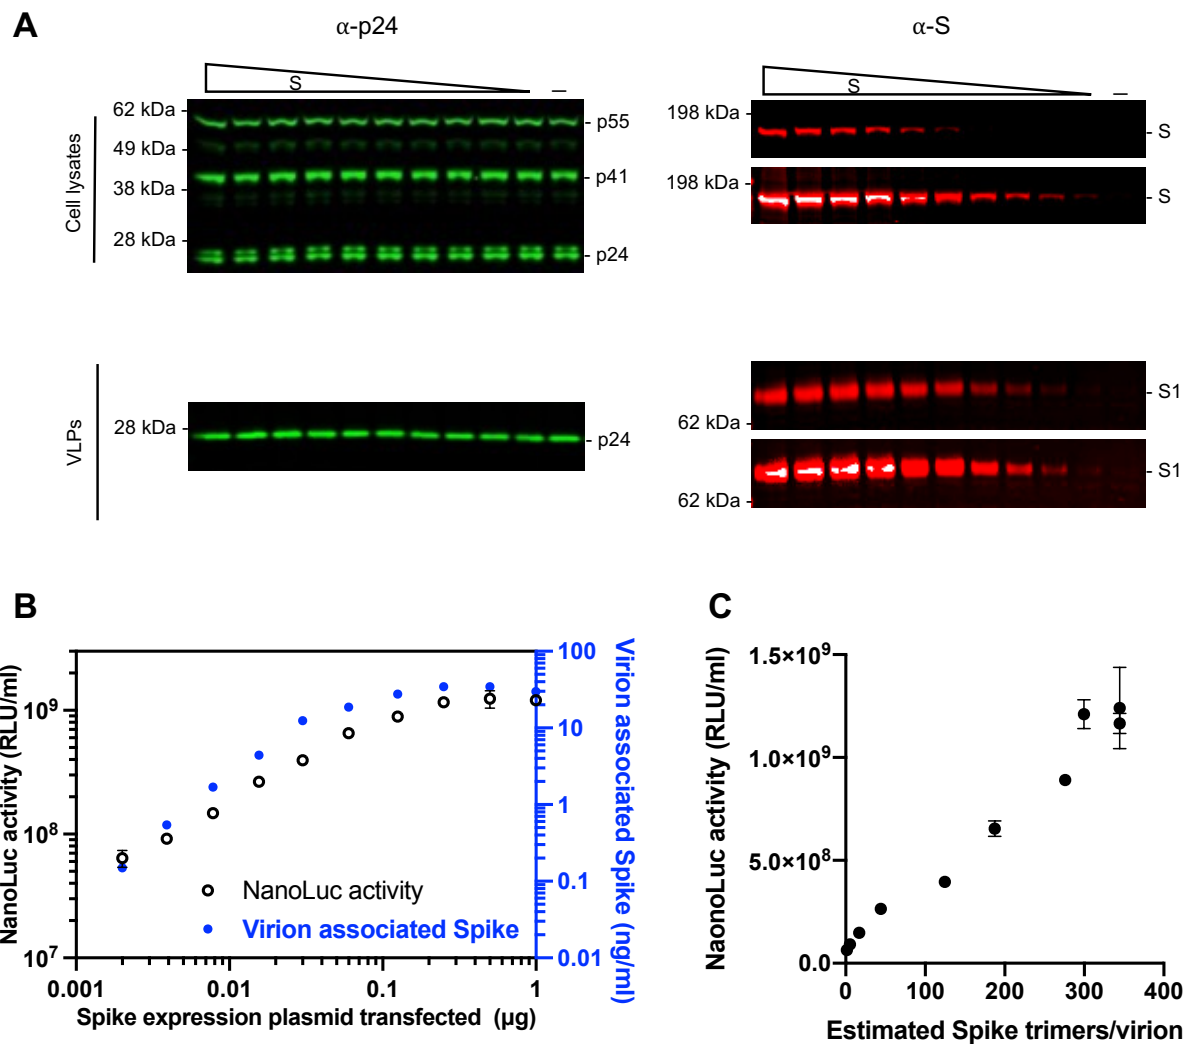 A
α-p24
α-S
S
–
S
–
62 kDa
49 kDa
38 kDa
28 kDa
Cell lysates
- p55
- p41
- p24
198 kDa
- S
198 kDa
- S
VLPs
28 kDa
- p24
- S1
62 kDa
- S1
62 kDa
B
NanoLuc activity (RLU/ml)
10⁹
10⁸
10⁷
100
10
1
0.1
0.01
Virion associated Spike (ng/ml)
NanoLuc activity
Virion associated Spike
0.001
0.01
0.1
1
Spike expression plasmid transfected (µg)
C
NaonoLuc activity (RLU/ml)
1.5×10⁹
1.0×10⁹
5.0×10⁸
0.0
0
100
200
300
400
Estimated Spike trimers/virion